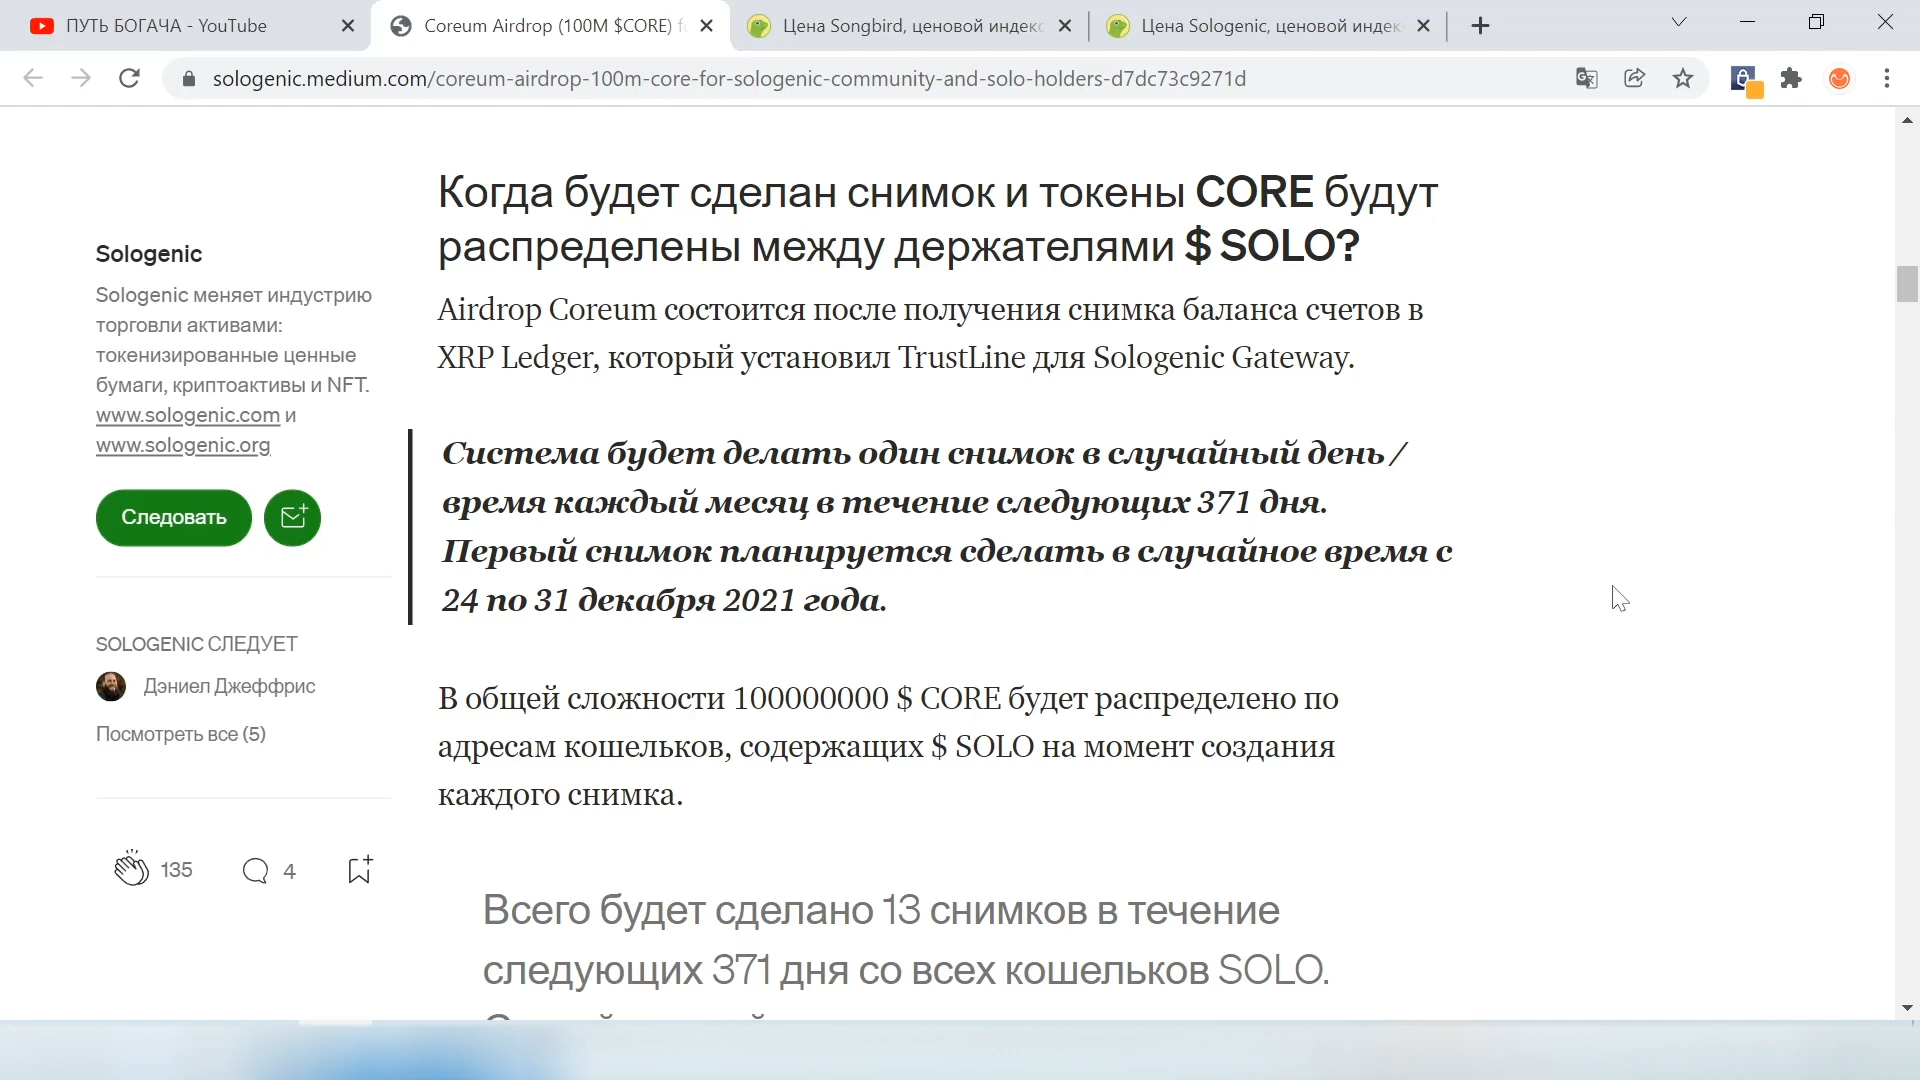 ПУТЬ БОГАЧА - YouTube
Coreum Airdrop (100M $CORE)
Цена Songbird, ценовой индекс
Цена Sologenic, ценовой индек
sologenic.medium.com/coreum-airdrop-100m-core-for-sologenic-community-and-solo-holders-d7dc73c9271d
Sologenic
Sologenic меняет индустрию
торговли активами:
токенизированные ценные
бумаги, криптоактивы и NFT.
www.sologenic.com и
www.sologenic.org
Следовать
SOLOGENIC СЛЕДУЕТ
Дэниел Джеффрис
Посмотреть все (5)
135
4
Когда будет сделан снимок и токены CORE будут
распределены между держателями $ SOLO?
Airdrop Coreum состоится после получения снимка баланса счетов в
XRP Ledger, который установил TrustLine для Sologenic Gateway.
Система будет делать один снимок в случайный день /
время каждый месяц в течение следующих 371 дня.
Первый снимок планируется сделать в случайное время с
24 по 31 декабря 2021 года.
В общей сложности 100000000 $ CORE будет распределено по
адресам кошельков, содержащих $ SOLO на момент создания
каждого снимка.
Всего будет сделано 13 снимков в течение
следующих 371 дня со всех кошельков SOLO.